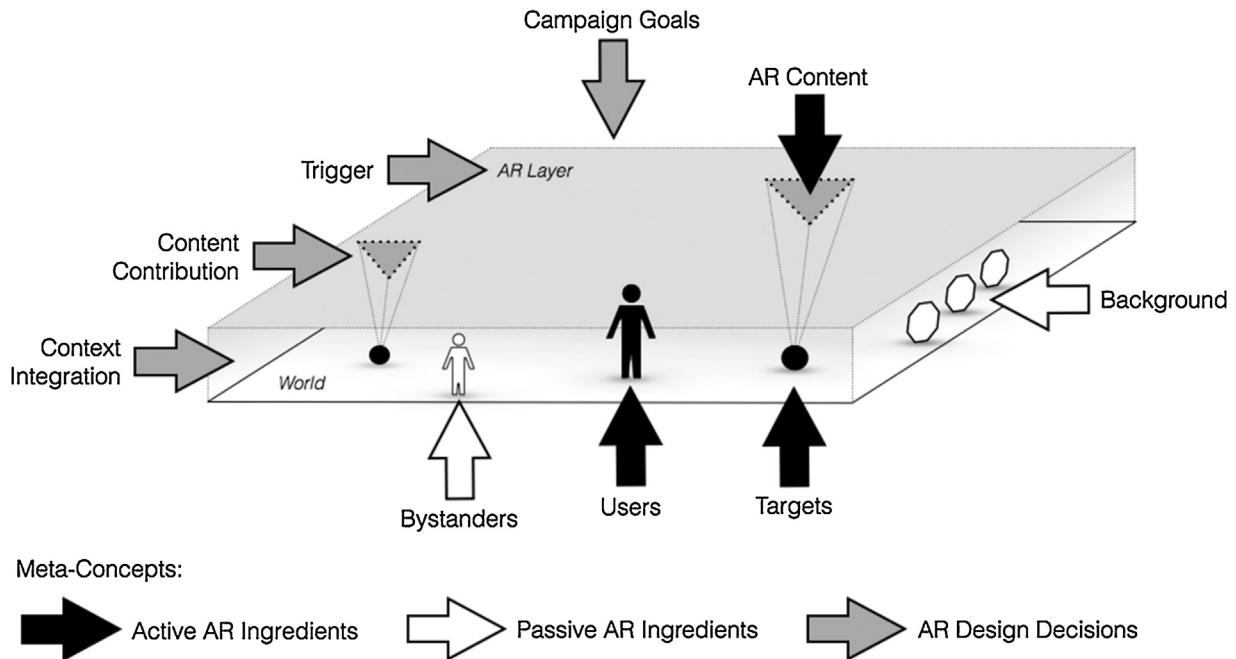 Campaign Goals
AR Content
Trigger
AR Layer
Content
Contribution
Background
Context
Integration
World
Bystanders
Users
Targets
Meta-Concepts:
Active AR Ingredients
Passive AR Ingredients
AR Design Decisions